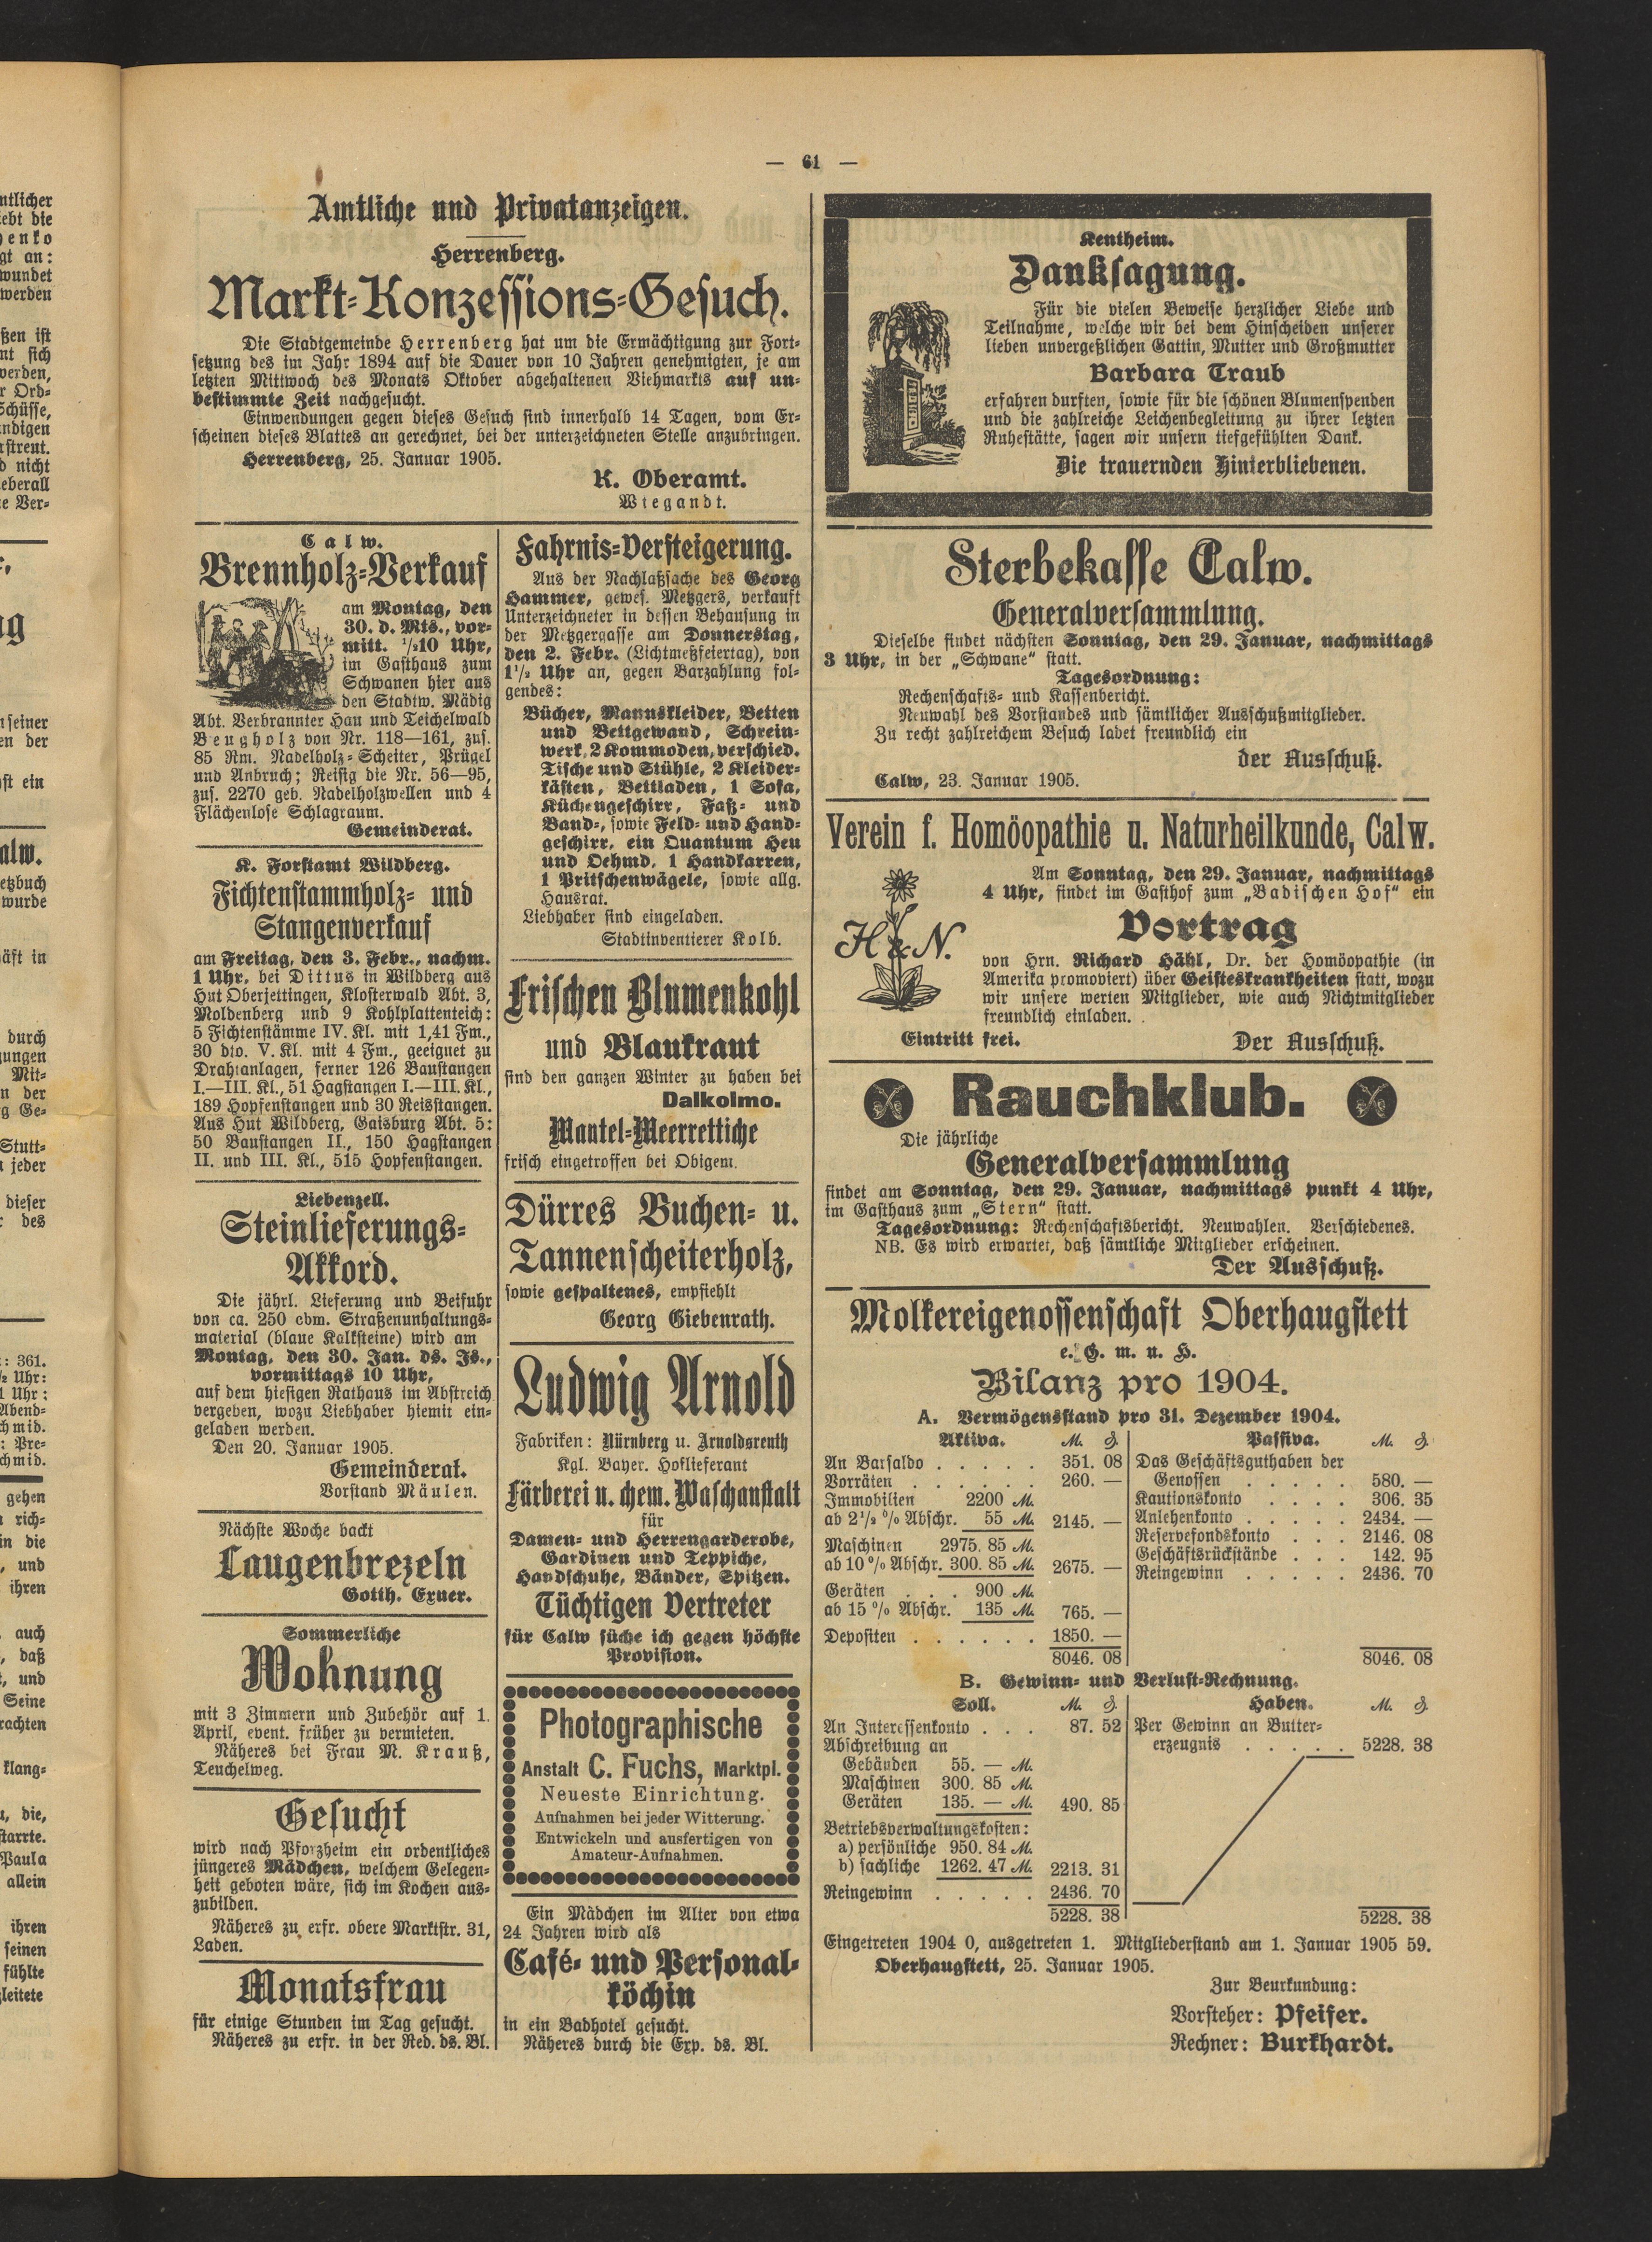 — 61 —
Amtliche und Privatanzeigen.
Herrenberg.
Markt-Konzessions-Gesuch.
Die Stadtgemeinde Herrenberg hat um die Ermächtigung zur Fort-
setzung des im Jahr 1894 auf die Dauer von 10 Jahren genehmigten, je am
letzten Mittwoch des Monats Oktober abgehaltenen Viehmarkts auf un-
bestimmte Zeit nachgesucht.
Einwendungen gegen dieses Gesuch sind innerhalb 14 Tagen, vom Er-
scheinen dieses Blattes an gerechnet, bei der unterzeichneten Stelle anzubringen.
Herrenberg, 25. Januar 1905.
K. Oberamt.
Wiegandt.
Calw.
Brennholz-Verkauf
am Montag, den
30. d. Mts., vor-
mitt. 1/210 Uhr,
im Gasthaus zum
Schwanen hier aus
den Stadtw. Mädig
Abt. Verbrannter Hau und Teichelwald
Beugholz von Nr. 118—161, zus.
85 Rm. Nadelholz-Scheiter, Prügel
und Anbruch; Reisig die Nr. 56—95,
zus. 2270 geb. Nadelholzwellen und 4
Flächenlose Schlagraum.
Gemeinderat.
K. Forstamt Wildberg.
Fichtenstammholz- und
Stangenverkauf
am Freitag, den 3. Febr., nachm.
1 Uhr, bei Dittus in Wildberg aus
Hut Oberjettingen, Klosterwald Abt. 3,
Moldenberg und 9 Kohlplattenteich:
5 Fichtenstämme IV. Kl. mit 1,41 Fm.,
30 dto. V. Kl. mit 4 Fm., geeignet zu
Drahtanlagen, ferner 126 Baustangen
I.—III. Kl., 51 Hagstangen I.—III. Kl.,
189 Hopfenstangen und 30 Reisstangen.
Aus Hut Wildberg, Gaisburg Abt. 5:
50 Baustangen II., 150 Hagstangen
II. und III. Kl., 515 Hopfenstangen.
Liebenzell.
Steinlieferungs-
Akkord.
Die jährl. Lieferung und Beifuhr
von ca. 250 cbm. Straßenunhaltungs-
material (blaue Kalksteine) wird am
Montag, den 30. Jan. ds. Js.,
vormittags 10 Uhr,
auf dem hiesigen Rathaus im Abstreich
vergeben, wozu Liebhaber hiemit ein-
geladen werden.
Den 20. Januar 1905.
Gemeinderat.
Vorstand Mäulen.
Nächste Woche backt
Laugenbrezeln
Gotth. Exner.
Sommerliche
Wohnung
mit 3 Zimmern und Zubehör auf 1.
April, event. früher zu vermieten.
Näheres bei Frau M. Krauß,
Teuchelweg.
Gesucht
wird nach Pforzheim ein ordentliches
jüngeres Mädchen, welchem Gelegen-
heit geboten wäre, sich im Kochen aus-
zubilden.
Näheres zu erfr. obere Marktstr. 31,
Laden.
Monatsfrau
für einige Stunden im Tag gesucht.
Näheres zu erfr. in der Red. ds. Bl.
Fahrnis-Versteigerung.
Aus der Nachlaßsache des Georg
Hammer, gewes. Metzgers, verkauft
Unterzeichneter in dessen Behausung in
der Metzgergasse am Donnerstag,
den 2. Febr. (Lichtmeßfeiertag), von
11/2 Uhr an, gegen Barzahlung fol-
gendes:
Bücher, Mannskleider, Betten
und Bettgewand, Schrein-
werk, 2 Kommoden, verschied.
Tische und Stühle, 2 Kleider-
kästen, Bettladen, 1 Sofa,
Küchengeschirr, Faß- und
Band-, sowie Feld- und Hand-
geschirr, ein Quantum Heu
und Oehmd, 1 Handkarren,
1 Pritschenwägele, sowie allg.
Hausrat.
Liebhaber sind eingeladen.
Stadtinventierer Kolb.
Frischen Blumenkohl
und Blaukraut
sind den ganzen Winter zu haben bei
Dalkolmo.
Mantel-Meerrettiche
frisch eingetroffen bei Obigem.
Dürres Buchen- u.
Tannenscheiterholz,
sowie gespaltenes, empfiehlt
Georg Giebenrath.
Ludwig Arnold
Fabriken: Nürnberg u. Arnoldsreuth
Kgl. Bayer. Hoflieferant
Färberei u. chem. Waschanstalt
für
Damen- und Herrengarderobe,
Gardinen und Teppiche,
Handschuhe, Bänder, Spitzen.
Tüchtigen Vertreter
für Calw suche ich gegen höchste
Provision.
Photographische
Anstalt C. Fuchs, Marktpl.
Neueste Einrichtung.
Aufnahmen bei jeder Witterung.
Entwickeln und ausfertigen von
Amateur-Aufnahmen.
Ein Mädchen im Alter von etwa
24 Jahren wird als
Café- und Personal-
köchin
in ein Badhotel gesucht.
Näheres durch die Exp. ds. Bl.
Kentheim.
Danksagung.
Für die vielen Beweise herzlicher Liebe und
Teilnahme, welche wir bei dem Hinscheiden unserer
lieben unvergeßlichen Gattin, Mutter und Großmutter
Barbara Traub
erfahren durften, sowie für die schönen Blumenspenden
und die zahlreiche Leichenbegleitung zu ihrer letzten
Ruhestätte, sagen wir unsern tiefgefühlten Dank.
Die trauernden Hinterbliebenen.
Sterbekasse Calw.
Generalversammlung.
Dieselbe findet nächsten Sonntag, den 29. Januar, nachmittags
3 Uhr, in der „Schwane“ statt.
Tagesordnung:
Rechenschafts- und Kassenbericht.
Neuwahl des Vorstandes und sämtlicher Ausschußmitglieder.
Zu recht zahlreichem Besuch ladet freundlich ein
der Ausschuß.
Calw, 23. Januar 1905.
Verein f. Homöopathie u. Naturheilkunde, Calw.
Am Sonntag, den 29. Januar, nachmittags
4 Uhr, findet im Gasthof zum „Badischen Hof“ ein
Vortrag
H & N.
von Hrn. Richard Hähl, Dr. der Homöopathie (in
Amerika promoviert) über Geisteskrankheiten statt, wozu
wir unsere werten Mitglieder, wie auch Nichtmitglieder
freundlich einladen.
Eintritt frei. Der Ausschuß.
Rauchklub.
Die jährliche
Generalversammlung
findet am Sonntag, den 29. Januar, nachmittags punkt 4 Uhr,
im Gasthaus zum „Stern“ statt.
Tagesordnung: Rechenschaftsbericht. Neuwahlen. Verschiedenes.
NB. Es wird erwartet, daß sämtliche Mitglieder erscheinen.
Der Ausschuß.
Molkereigenossenschaft Oberhaugstett
e. G. m. u. H.
Bilanz pro 1904.
A. Vermögensstand pro 31. Dezember 1904.
Aktiva. M. ₰.
An Barsaldo . . . . . 351. 08
Vorräten . . . . . . 260. —
Immobilien 2200 M.
ab 21/2 % Abschr. 55 M. 2145. —
Maschinen 2975. 85 M.
ab 10 % Abschr. 300. 85 M. 2675. —
Geräten . . . 900 M.
ab 15 % Abschr. 135 M. 765. —
Depositen . . . . . . 1850. —
8046. 08
Passiva. M. ₰.
Das Geschäftsguthaben der
Genossen . . . . . 580. —
Kautionskonto . . . . 306. 35
Anlehenkonto . . . . . 2434. —
Reservefondskonto . . . 2146. 08
Geschäftsrückstände . . . 142. 95
Reingewinn . . . . . 2436. 70
8046. 08
B. Gewinn- und Verlust-Rechnung.
Soll. M. ₰.
An Interessenkonto . . . 87. 52
Abschreibung an
Gebäuden 55. — M.
Maschinen 300. 85 M.
Geräten 135. — M. 490. 85
Betriebsverwaltungskosten:
a) persönliche 950. 84 M.
b) sachliche 1262. 47 M. 2213. 31
Reingewinn . . . . . 2436. 70
5228. 38
Haben. M. ₰.
Per Gewinn an Butter-
erzeugnis . . . . . 5228. 38
5228. 38
Eingetreten 1904 0, ausgetreten 1. Mitgliederstand am 1. Januar 1905 59.
Oberhaugstett, 25. Januar 1905.
Zur Beurkundung:
Vorsteher: Pfeifer.
Rechner: Burkhardt.